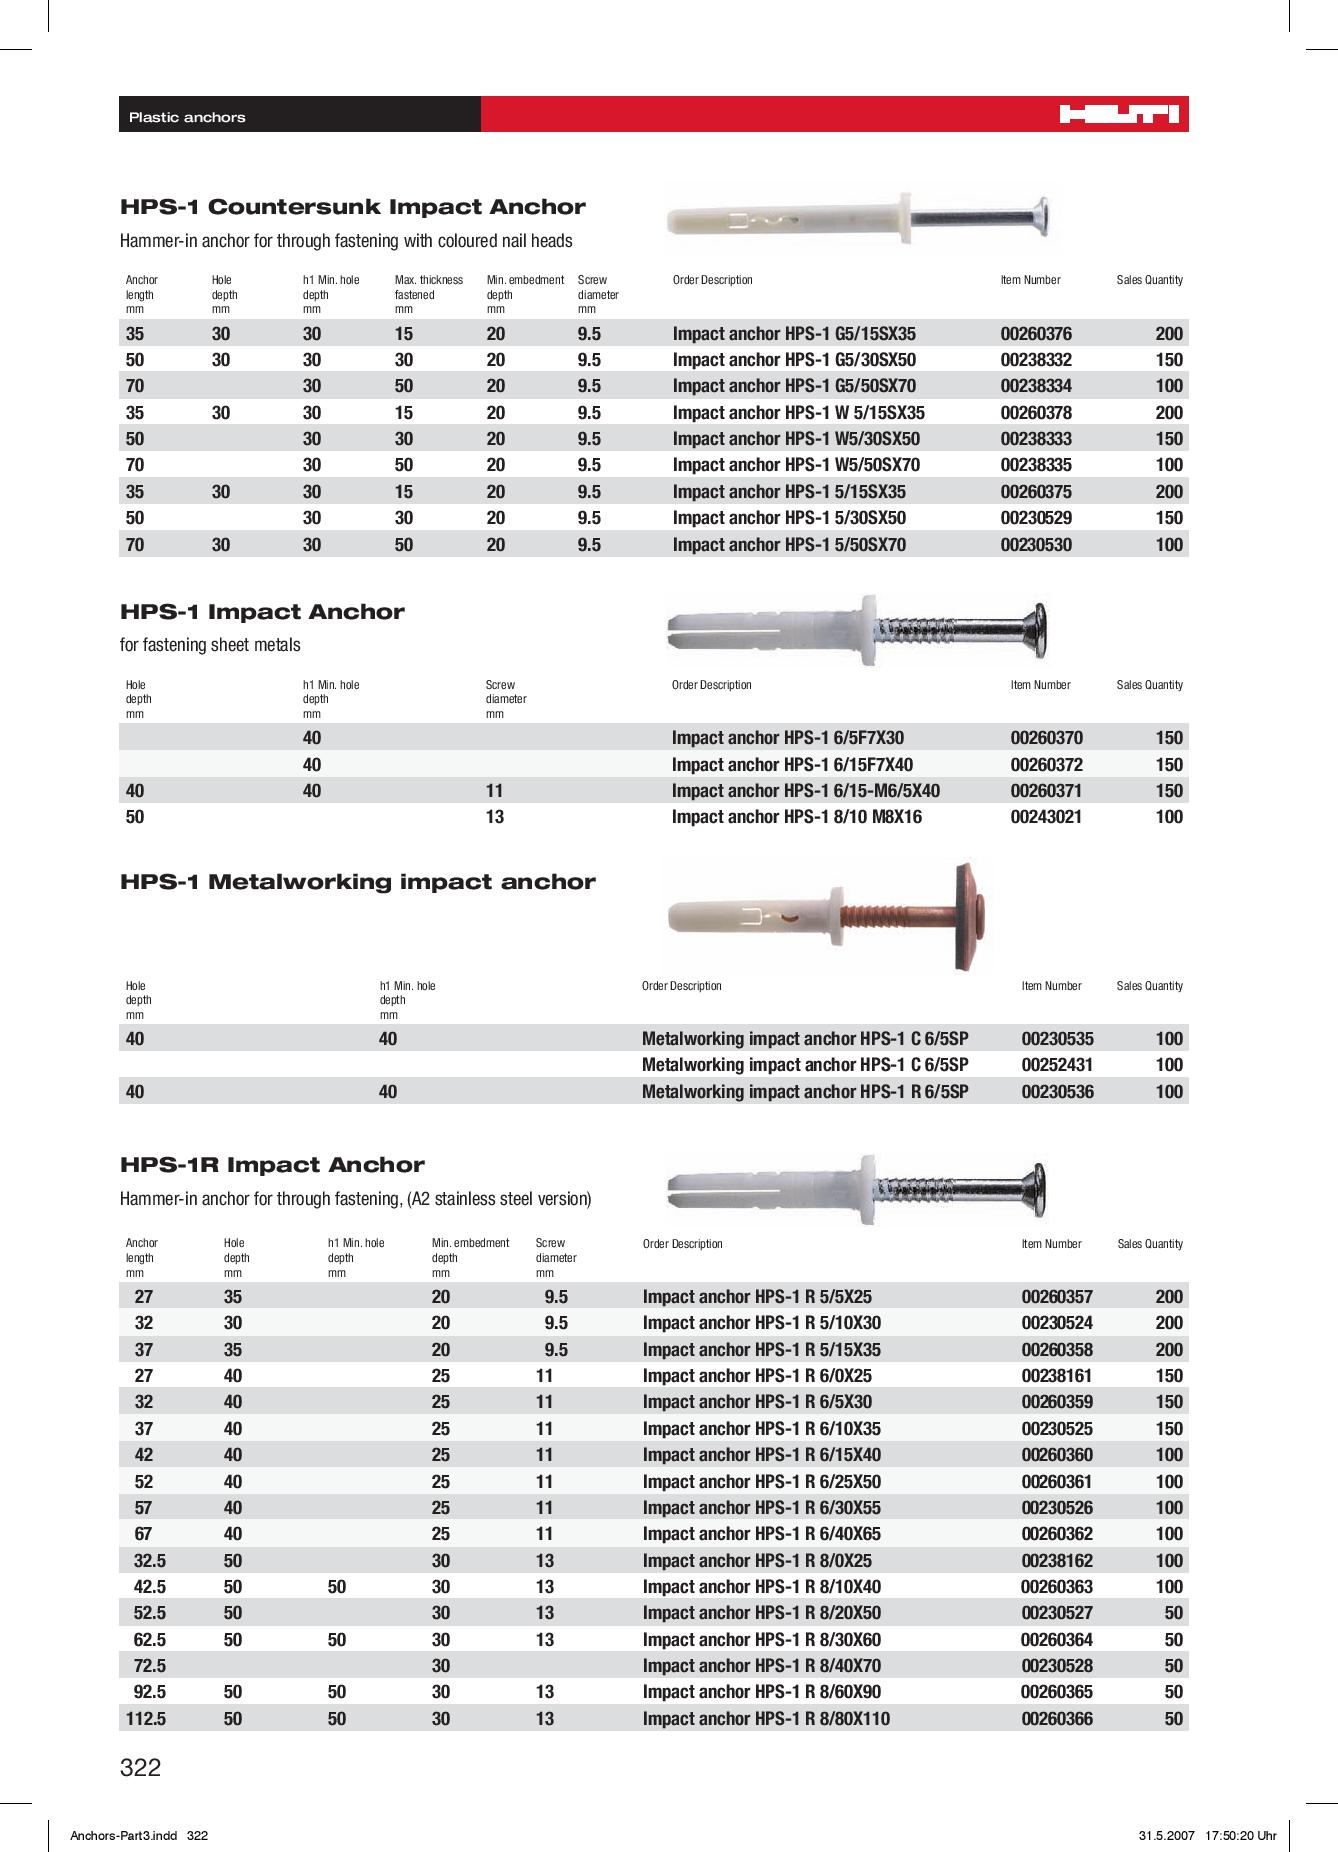 Plastic anchors
HILTI
HPS-1 Countersunk Impact Anchor
Hammer-in anchor for through fastening with coloured nail heads
Anchor length mm Hole depth mm h1 Min. hole depth mm Max. thickness fastened mm Min. embedment depth mm Screw diameter mm Order Description Item Number Sales Quantity
35 30 30 15 20 9.5 Impact anchor HPS-1 G5/15SX35 00260376 200
50 30 30 30 20 9.5 Impact anchor HPS-1 G5/30SX50 00238332 150
70 30 50 20 9.5 Impact anchor HPS-1 G5/50SX70 00238334 100
35 30 30 15 20 9.5 Impact anchor HPS-1 W 5/15SX35 00260378 200
50 30 30 20 9.5 Impact anchor HPS-1 W5/30SX50 00238333 150
70 30 50 20 9.5 Impact anchor HPS-1 W5/50SX70 00238335 100
35 30 30 15 20 9.5 Impact anchor HPS-1 5/15SX35 00260375 200
50 30 30 20 9.5 Impact anchor HPS-1 5/30SX50 00230529 150
70 30 30 50 20 9.5 Impact anchor HPS-1 5/50SX70 00230530 100
HPS-1 Impact Anchor
for fastening sheet metals
Hole depth mm h1 Min. hole depth mm Screw diameter mm Order Description Item Number Sales Quantity
40 Impact anchor HPS-1 6/5F7X30 00260370 150
40 Impact anchor HPS-1 6/15F7X40 00260372 150
40 40 11 Impact anchor HPS-1 6/15-M6/5X40 00260371 150
50 13 Impact anchor HPS-1 8/10 M8X16 00243021 100
HPS-1 Metalworking impact anchor
Hole depth mm h1 Min. hole depth mm Order Description Item Number Sales Quantity
40 40 Metalworking impact anchor HPS-1 C 6/5SP 00230535 100
Metalworking impact anchor HPS-1 C 6/5SP 00252431 100
40 40 Metalworking impact anchor HPS-1 R 6/5SP 00230536 100
HPS-1R Impact Anchor
Hammer-in anchor for through fastening, (A2 stainless steel version)
Anchor length mm Hole depth mm h1 Min. hole depth mm Min. embedment depth mm Screw diameter mm Order Description Item Number Sales Quantity
27 35 20 9.5 Impact anchor HPS-1 R 5/5X25 00260357 200
32 30 20 9.5 Impact anchor HPS-1 R 5/10X30 00230524 200
37 35 20 9.5 Impact anchor HPS-1 R 5/15X35 00260358 200
27 40 25 11 Impact anchor HPS-1 R 6/0X25 00238161 150
32 40 25 11 Impact anchor HPS-1 R 6/5X30 00260359 150
37 40 25 11 Impact anchor HPS-1 R 6/10X35 00230525 150
42 40 25 11 Impact anchor HPS-1 R 6/15X40 00260360 100
52 40 25 11 Impact anchor HPS-1 R 6/25X50 00260361 100
57 40 25 11 Impact anchor HPS-1 R 6/30X55 00230526 100
67 40 25 11 Impact anchor HPS-1 R 6/40X65 00260362 100
32.5 50 30 13 Impact anchor HPS-1 R 8/0X25 00238162 100
42.5 50 50 30 13 Impact anchor HPS-1 R 8/10X40 00260363 100
52.5 50 30 13 Impact anchor HPS-1 R 8/20X50 00230527 50
62.5 50 50 30 13 Impact anchor HPS-1 R 8/30X60 00260364 50
72.5 30 Impact anchor HPS-1 R 8/40X70 00230528 50
92.5 50 50 30 13 Impact anchor HPS-1 R 8/60X90 00260365 50
112.5 50 50 30 13 Impact anchor HPS-1 R 8/80X110 00260366 50
322
Anchors-Part3.indd 322 31.5.2007 17:50:20 Uhr